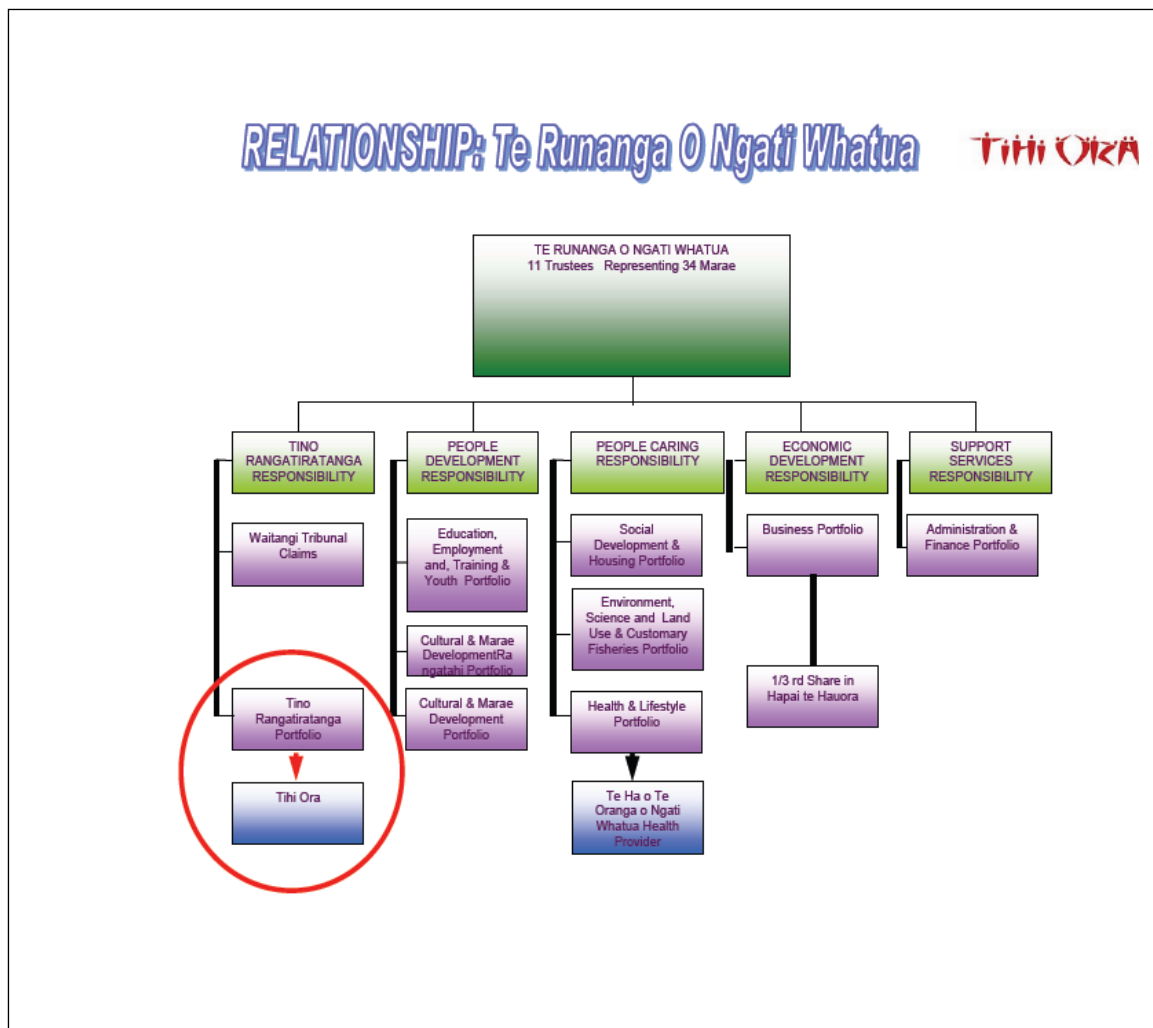 RELATIONSHIP: Te Runanga O Ngati Whatua
TiHi ORA
TE RUNANGA O NGATI WHATUA
11 Trustees Representing 34 Marae
TINO
RANGATIRATANGA
RESPONSIBILITY
PEOPLE
DEVELOPMENT
RESPONSIBILITY
PEOPLE CARING
RESPONSIBILITY
ECONOMIC
DEVELOPMENT
RESPONSIBILITY
SUPPORT
SERVICES
RESPONSIBILITY
Waitangi Tribunal
Claims
Education,
Employment
and, Training &
Youth Portfolio
Social
Development &
Housing Portfolio
Business Portfolio
Administration &
Finance Portfolio
Cultural & Marae
DevelopmentRa
ngatahi Portfolio
Environment,
Science and Land
Use & Customary
Fisheries Portfolio
Tino
Rangatiratanga
Portfolio
Cultural & Marae
Development
Portfolio
Health & Lifestyle
Portfolio
1/3 rd Share in
Hapai te Hauora
Tihi Ora
Te Ha o Te
Oranga o Ngati
Whatua Health
Provider